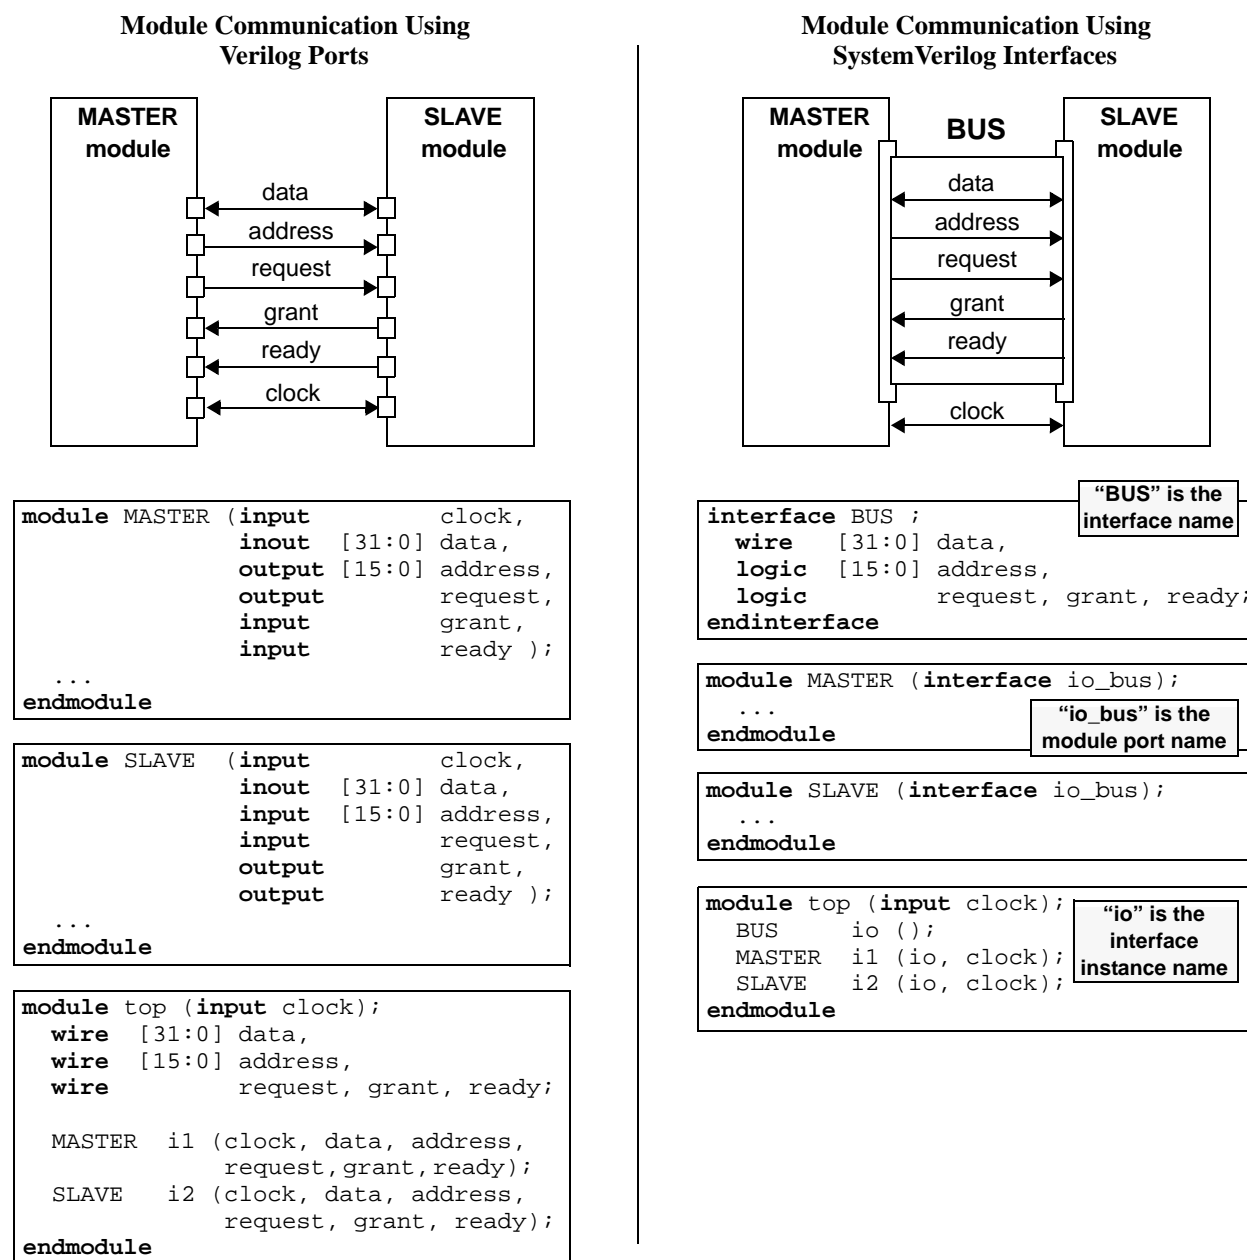 Module Communication Using
Verilog Ports
MASTER
module
SLAVE
module
data
address
request
grant
ready
clock
module MASTER (input clock,
inout [31:0] data,
output [15:0] address,
output request,
input grant,
input ready );
...
endmodule
module SLAVE (input clock,
inout [31:0] data,
input [15:0] address,
input request,
output grant,
output ready );
...
endmodule
module top (input clock);
wire [31:0] data,
wire [15:0] address,
wire request, grant, ready;
MASTER i1 (clock, data, address,
request,grant,ready);
SLAVE i2 (clock, data, address,
request, grant, ready);
endmodule
Module Communication Using
SystemVerilog Interfaces
MASTER
module
BUS
SLAVE
module
data
address
request
grant
ready
clock
“BUS” is the
interface name
interface BUS ;
wire [31:0] data,
logic [15:0] address,
logic request, grant, ready;
endinterface
module MASTER (interface io_bus);
...
endmodule
“io_bus” is the
module port name
module SLAVE (interface io_bus);
...
endmodule
module top (input clock);
BUS io ();
MASTER i1 (io, clock);
SLAVE i2 (io, clock);
endmodule
“io” is the
interface
instance name